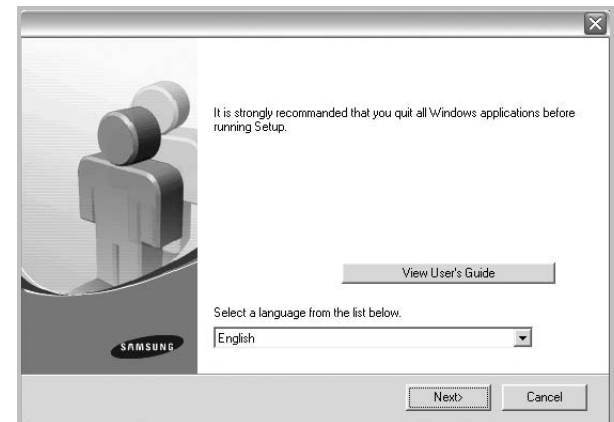 It is strongly recommanded that you quit all Windows applications before
running Setup.
View User's Guide
Select a language from the list below.
English
SAMSUNG
Next>
Cancel